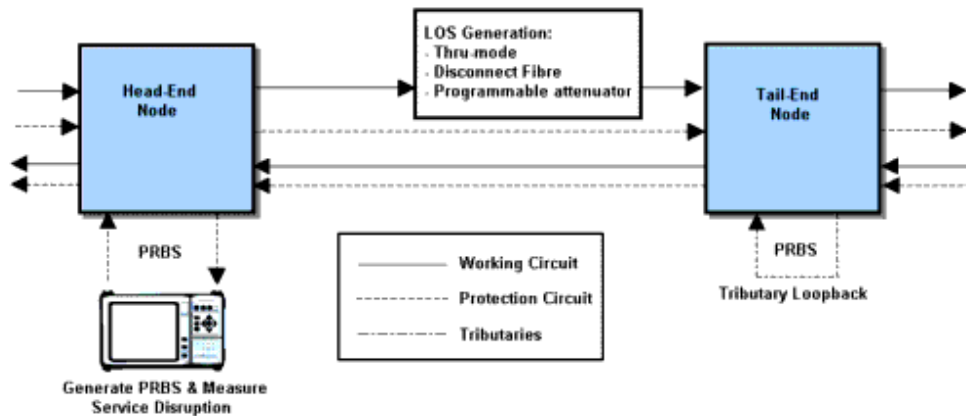 LOS Generation:
- Thru-mode
- Disconnect Fibre
- Programmable attenuator
Head-End
Node
Tail-End
Node
PRBS
PRBS
Tributary Loopback
Working Circuit
Protection Circuit
Tributaries
Generate PRBS & Measure
Service Disruption